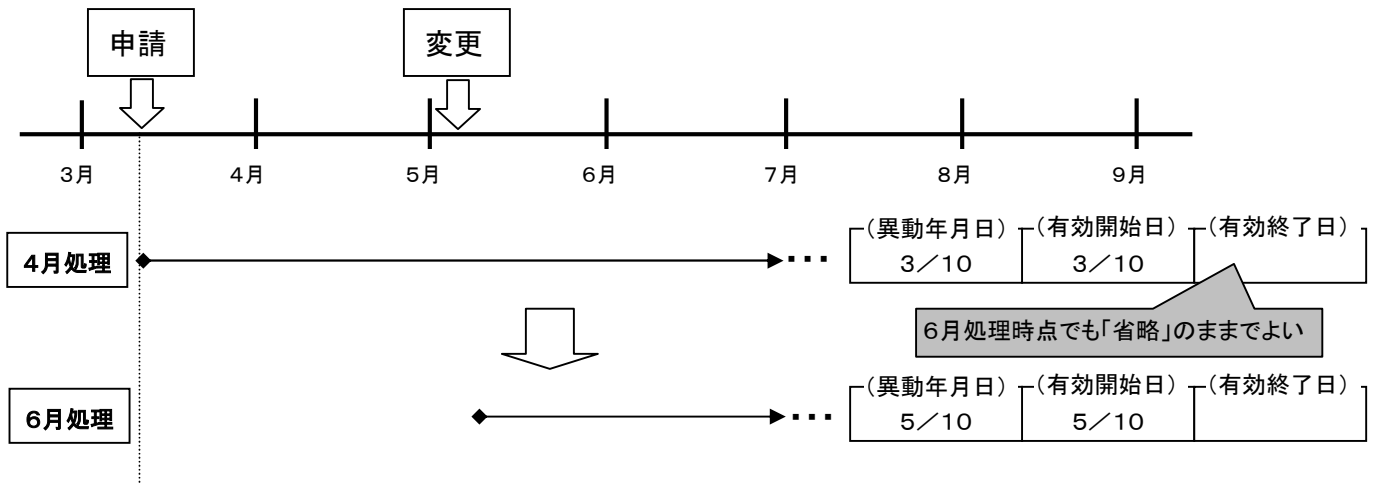 申請
変更
3月 4月 5月 6月 7月 8月 9月
(異動年月日) (有効開始日) (有効終了日)
4月処理 ･･･ 3／10 3／10
6月処理時点でも「省略」のままでよい
(異動年月日) (有効開始日) (有効終了日)
6月処理 ･･･ 5／10 5／10